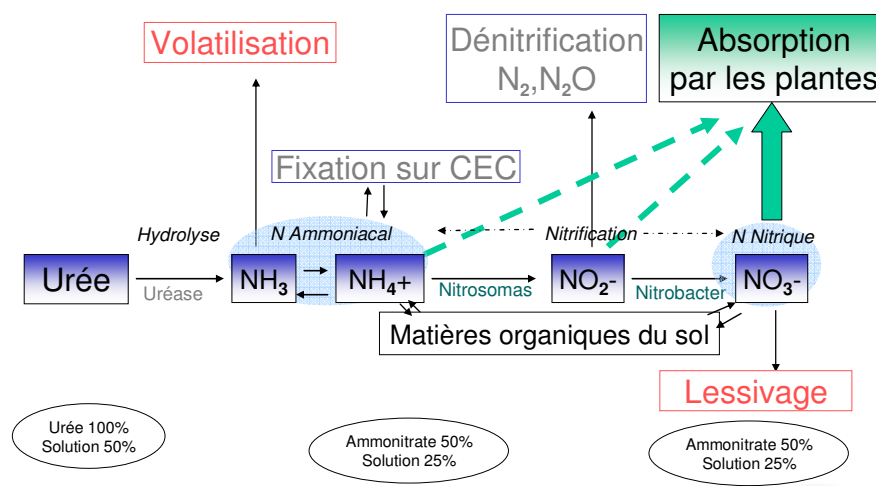 Volatilisation
Dénitrification
N2,N2O
Absorption
par les plantes
Fixation sur CEC
Hydrolyse
N Ammoniacal
Nitrification
N Nitrique
Urée
NH3
NH4+
NO2-
NO3-
Uréase
Nitrosomas
Nitrobacter
Matières organiques du sol
Lessivage
Urée 100%
Solution 50%
Ammonitrate 50%
Solution 25%
Ammonitrate 50%
Solution 25%